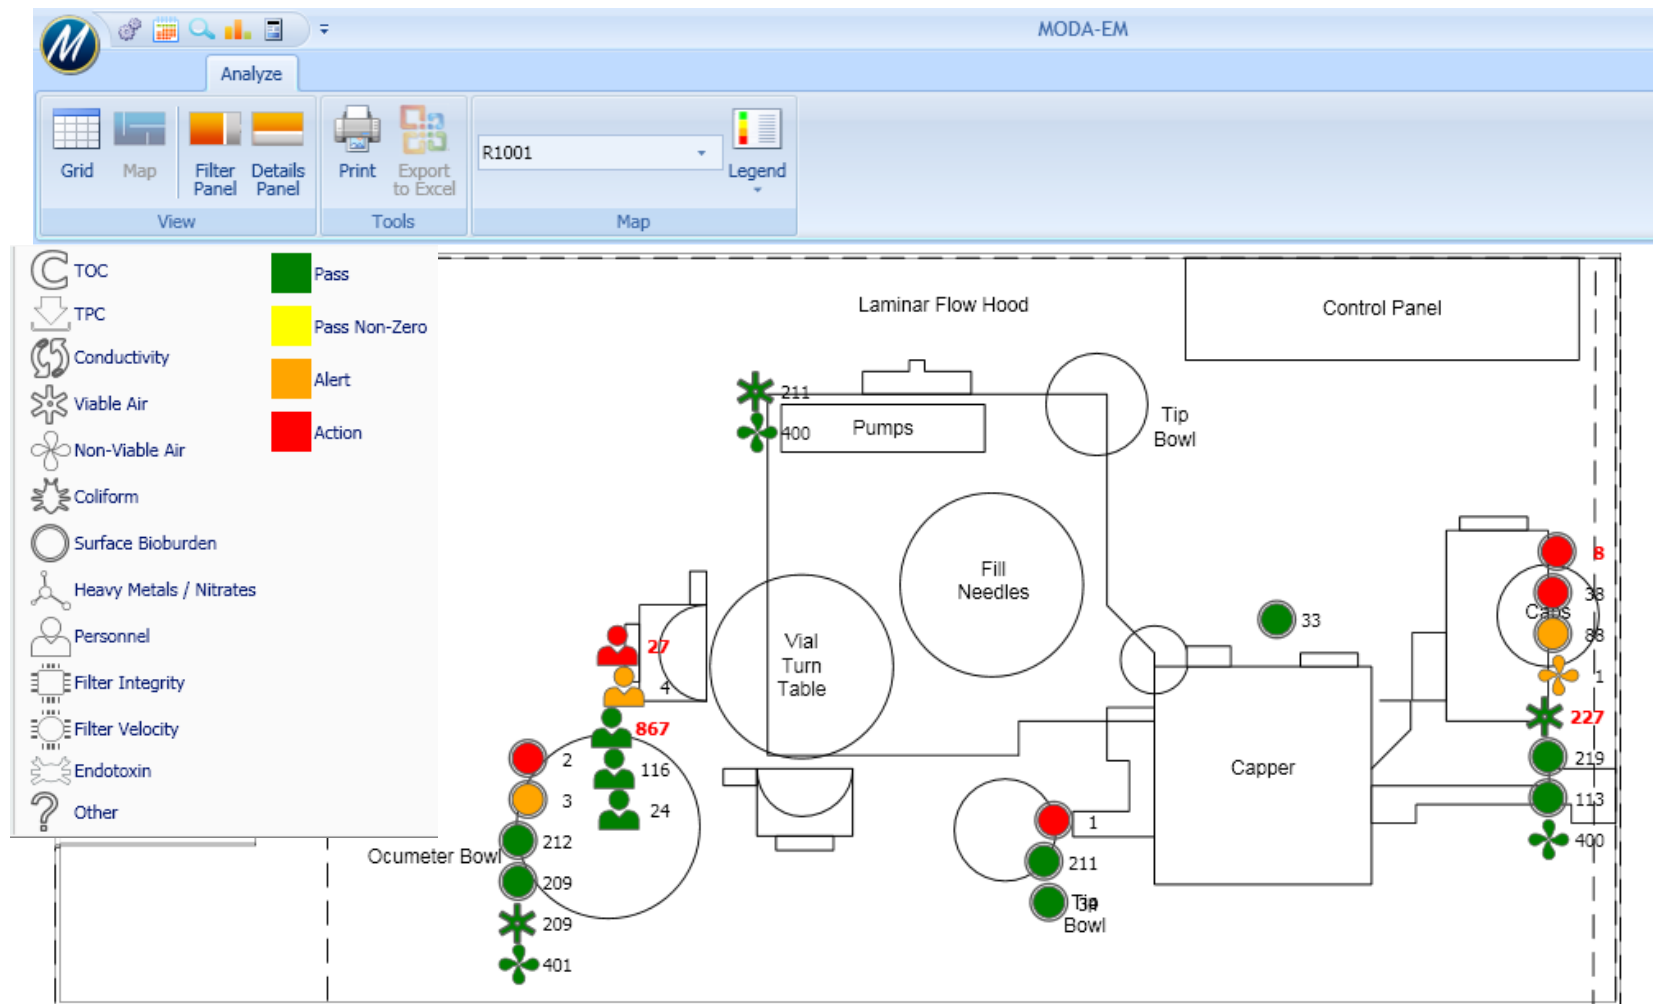 MODA-EM
Analyze
Grid
Map
Filter
Panel
Details
Panel
Print
Export
to Excel
R1001
Legend
View
Tools
Map
TOC
TPC
Conductivity
Viable Air
Non-Viable Air
Coliform
Surface Bioburden
Heavy Metals / Nitrates
Personnel
Filter Integrity
Filter Velocity
Endotoxin
Other
Pass
Pass Non-Zero
Alert
Action
Laminar Flow Hood
Control Panel
211
400
Pumps
Tip
Bowl
Fill
Needles
Vial
Turn
Table
33
8
38
Caps
88
1
227
219
113
400
27
4
867
116
24
2
3
212
Ocumeter Bowl
209
209
401
Capper
1
211
Tip
Bowl